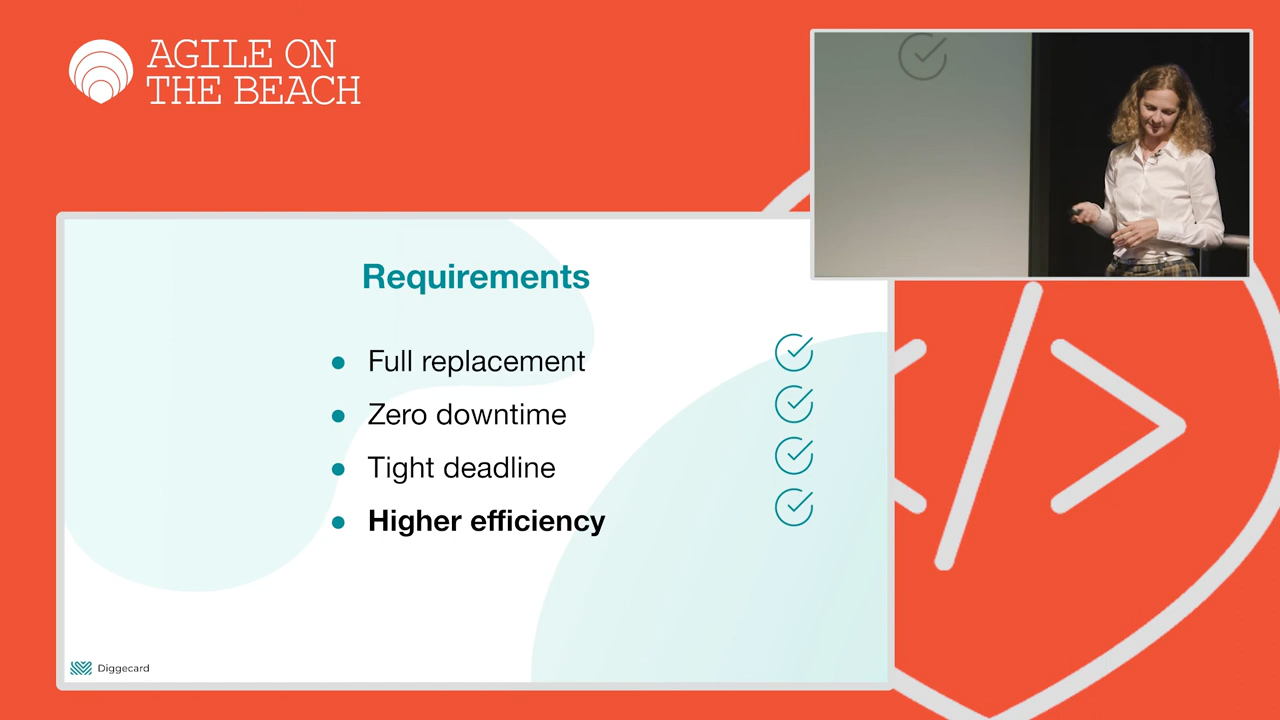 AGILE ON
THE BEACH
Requirements
Full replacement
Zero downtime
Tight deadline
Higher efficiency
Diggecard